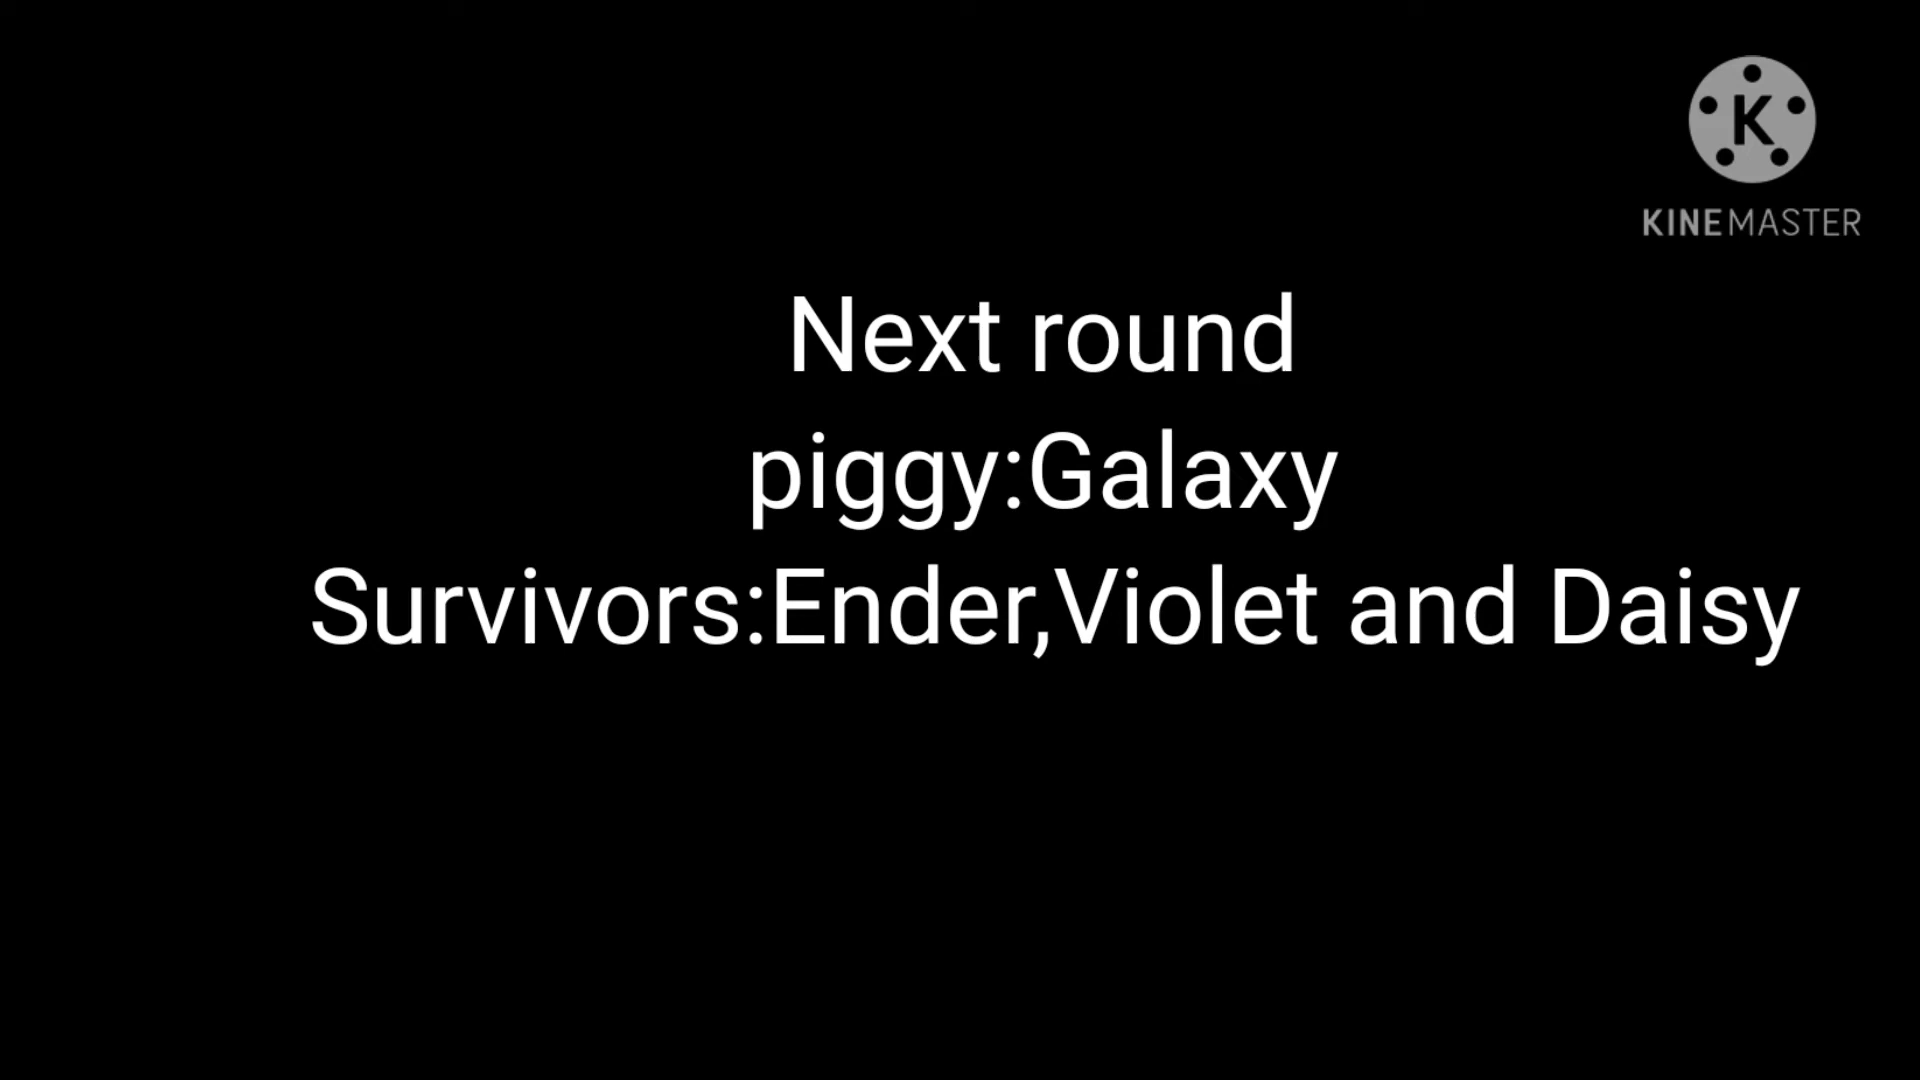 K
KINEMASTER
Next round
piggy:Galaxy
Survivors:Ender,Violet and Daisy